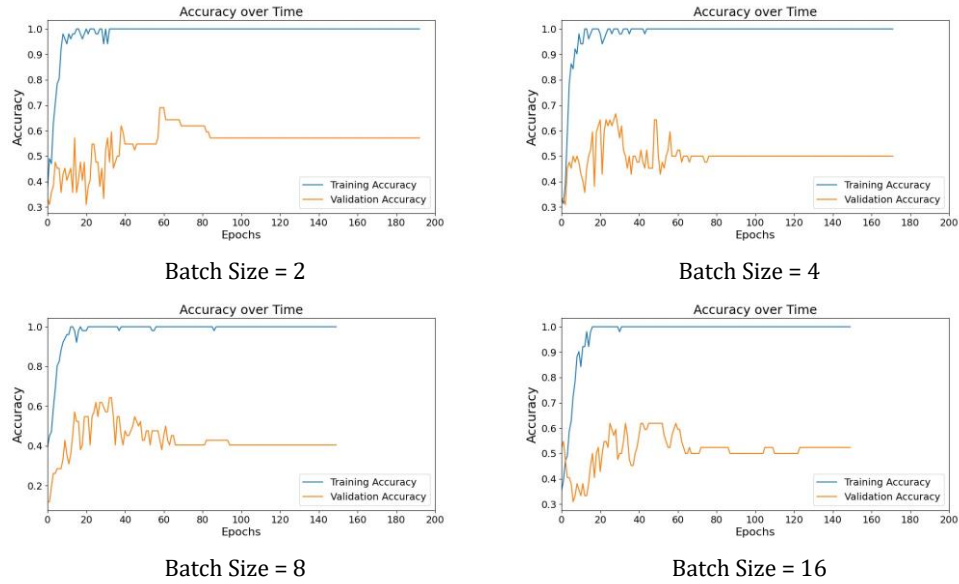 Accuracy over Time
1.0
0.9
0.8
0.7
0.6
0.5
0.4
0.3
Accuracy
Training Accuracy
Validation Accuracy
0 20 40 60 80 100 120 140 160 180 200
Epochs
Batch Size = 2
Accuracy over Time
1.0
0.9
0.8
0.7
0.6
0.5
0.4
0.3
Accuracy
Training Accuracy
Validation Accuracy
0 20 40 60 80 100 120 140 160 180 200
Epochs
Batch Size = 4
Accuracy over Time
1.0
0.8
0.6
0.4
0.2
Accuracy
Training Accuracy
Validation Accuracy
0 20 40 60 80 100 120 140 160 180 200
Epochs
Batch Size = 8
Accuracy over Time
1.0
0.9
0.8
0.7
0.6
0.5
0.4
0.3
Accuracy
Training Accuracy
Validation Accuracy
0 20 40 60 80 100 120 140 160 180 200
Epochs
Batch Size = 16